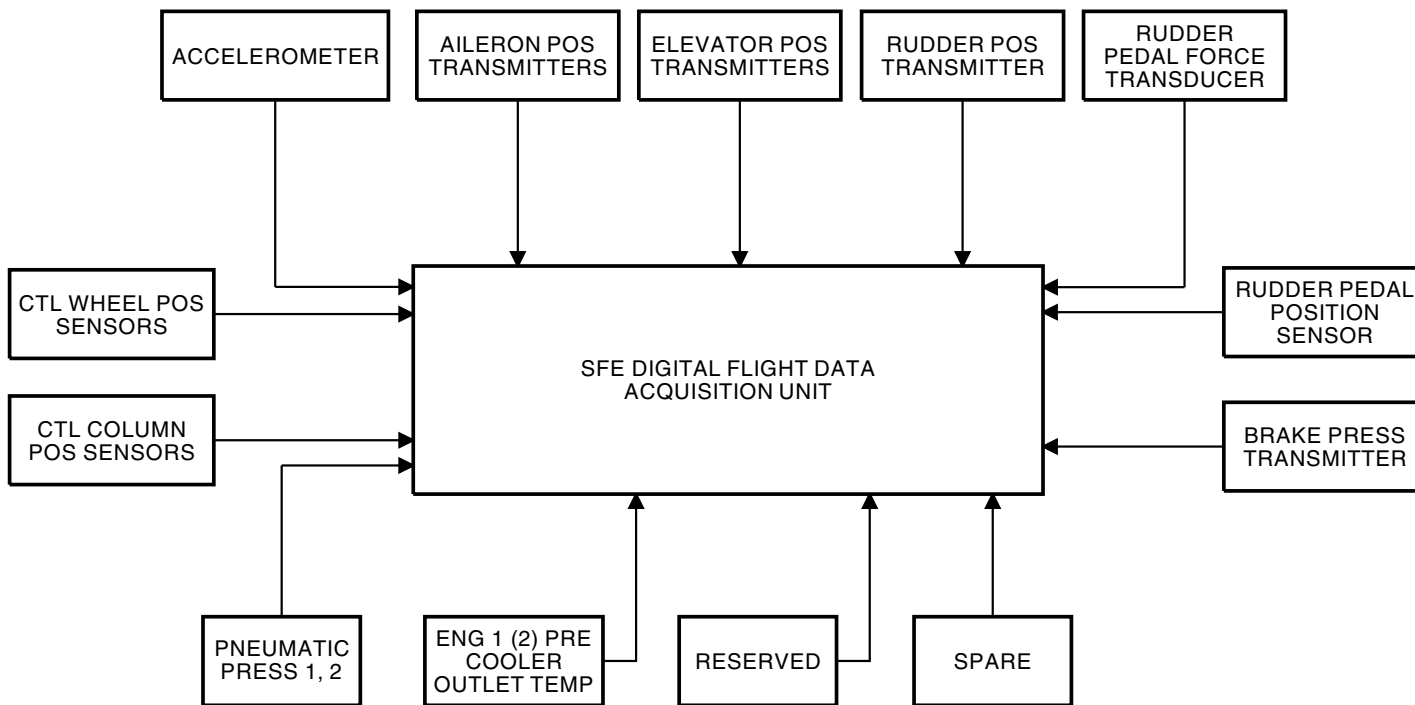 ACCELEROMETER
AILERON POS
TRANSMITTERS
ELEVATOR POS
TRANSMITTERS
RUDDER POS
TRANSMITTER
RUDDER
PEDAL FORCE
TRANSDUCER
CTL WHEEL POS
SENSORS
SFE DIGITAL FLIGHT DATA
ACQUISITION UNIT
RUDDER PEDAL
POSITION
SENSOR
CTL COLUMN
POS SENSORS
BRAKE PRESS
TRANSMITTER
PNEUMATIC
PRESS 1, 2
ENG 1 (2) PRE
COOLER
OUTLET TEMP
RESERVED
SPARE